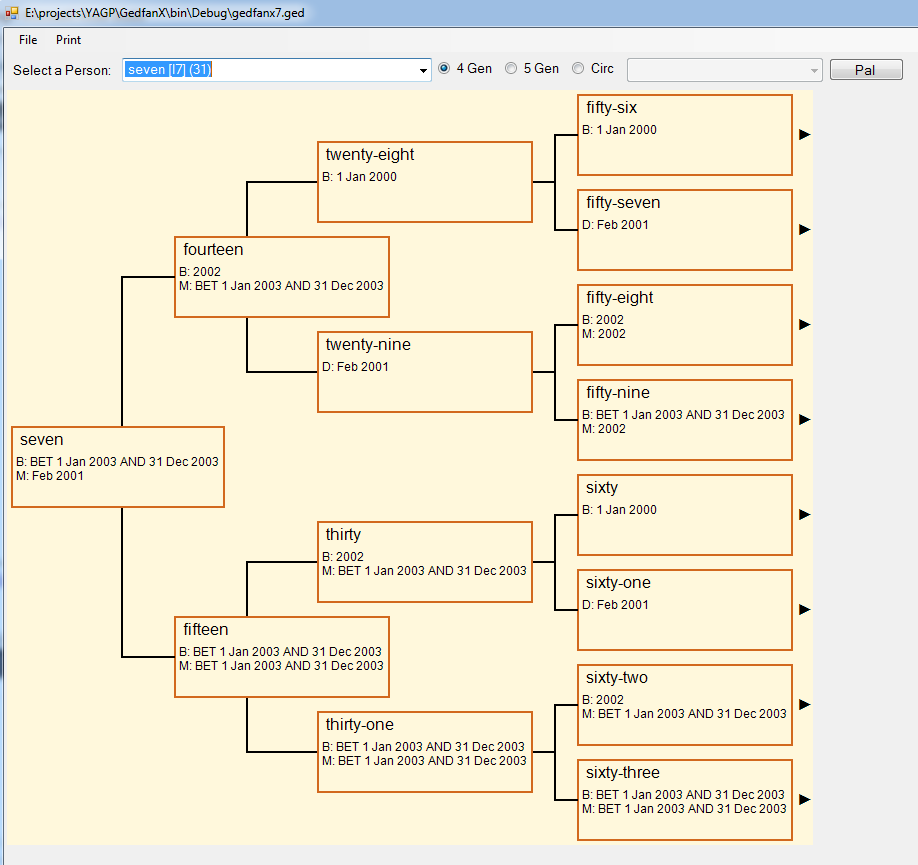 E:\projects\YAGP\GedfanX\bin\Debug\gedfanx7.ged
File Print
Select a Person: seven [I7] (31) 4 Gen 5 Gen Circ Pal
fifty-six
B: 1 Jan 2000
twenty-eight
B: 1 Jan 2000
fifty-seven
D: Feb 2001
fourteen
B: 2002
M: BET 1 Jan 2003 AND 31 Dec 2003
fifty-eight
B: 2002
M: 2002
twenty-nine
D: Feb 2001
fifty-nine
B: BET 1 Jan 2003 AND 31 Dec 2003
M: 2002
seven
B: BET 1 Jan 2003 AND 31 Dec 2003
M: Feb 2001
sixty
B: 1 Jan 2000
thirty
B: 2002
M: BET 1 Jan 2003 AND 31 Dec 2003
sixty-one
D: Feb 2001
fifteen
B: BET 1 Jan 2003 AND 31 Dec 2003
M: BET 1 Jan 2003 AND 31 Dec 2003
sixty-two
B: 2002
M: BET 1 Jan 2003 AND 31 Dec 2003
thirty-one
B: BET 1 Jan 2003 AND 31 Dec 2003
M: BET 1 Jan 2003 AND 31 Dec 2003
sixty-three
B: BET 1 Jan 2003 AND 31 Dec 2003
M: BET 1 Jan 2003 AND 31 Dec 2003